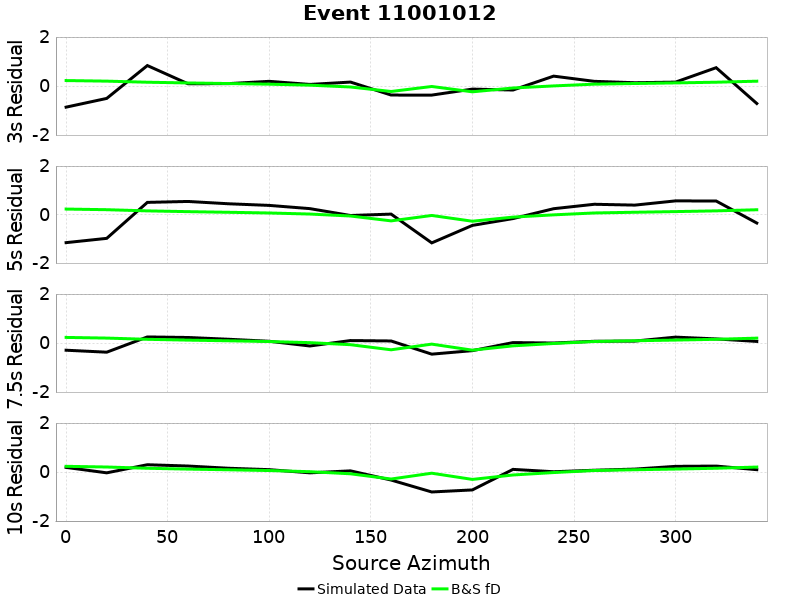 Event 11001012
3s Residual
2
0
-2
5s Residual
2
0
-2
7.5s Residual
2
0
-2
10s Residual
2
0
-2
0 50 100 150 200 250 300
Source Azimuth
Simulated Data B&S fD